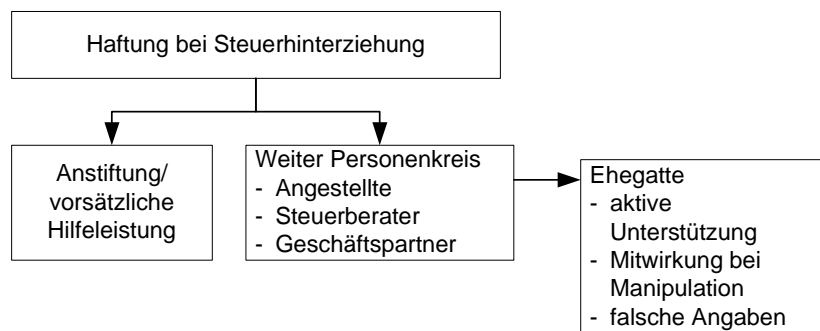 Haftung bei Steuerhinterziehung
Anstiftung/
vorsätzliche
Hilfeleistung
Weiter Personenkreis
- Angestellte
- Steuerberater
- Geschäftspartner
Ehegatte
- aktive
Unterstützung
- Mitwirkung bei
Manipulation
- falsche Angaben